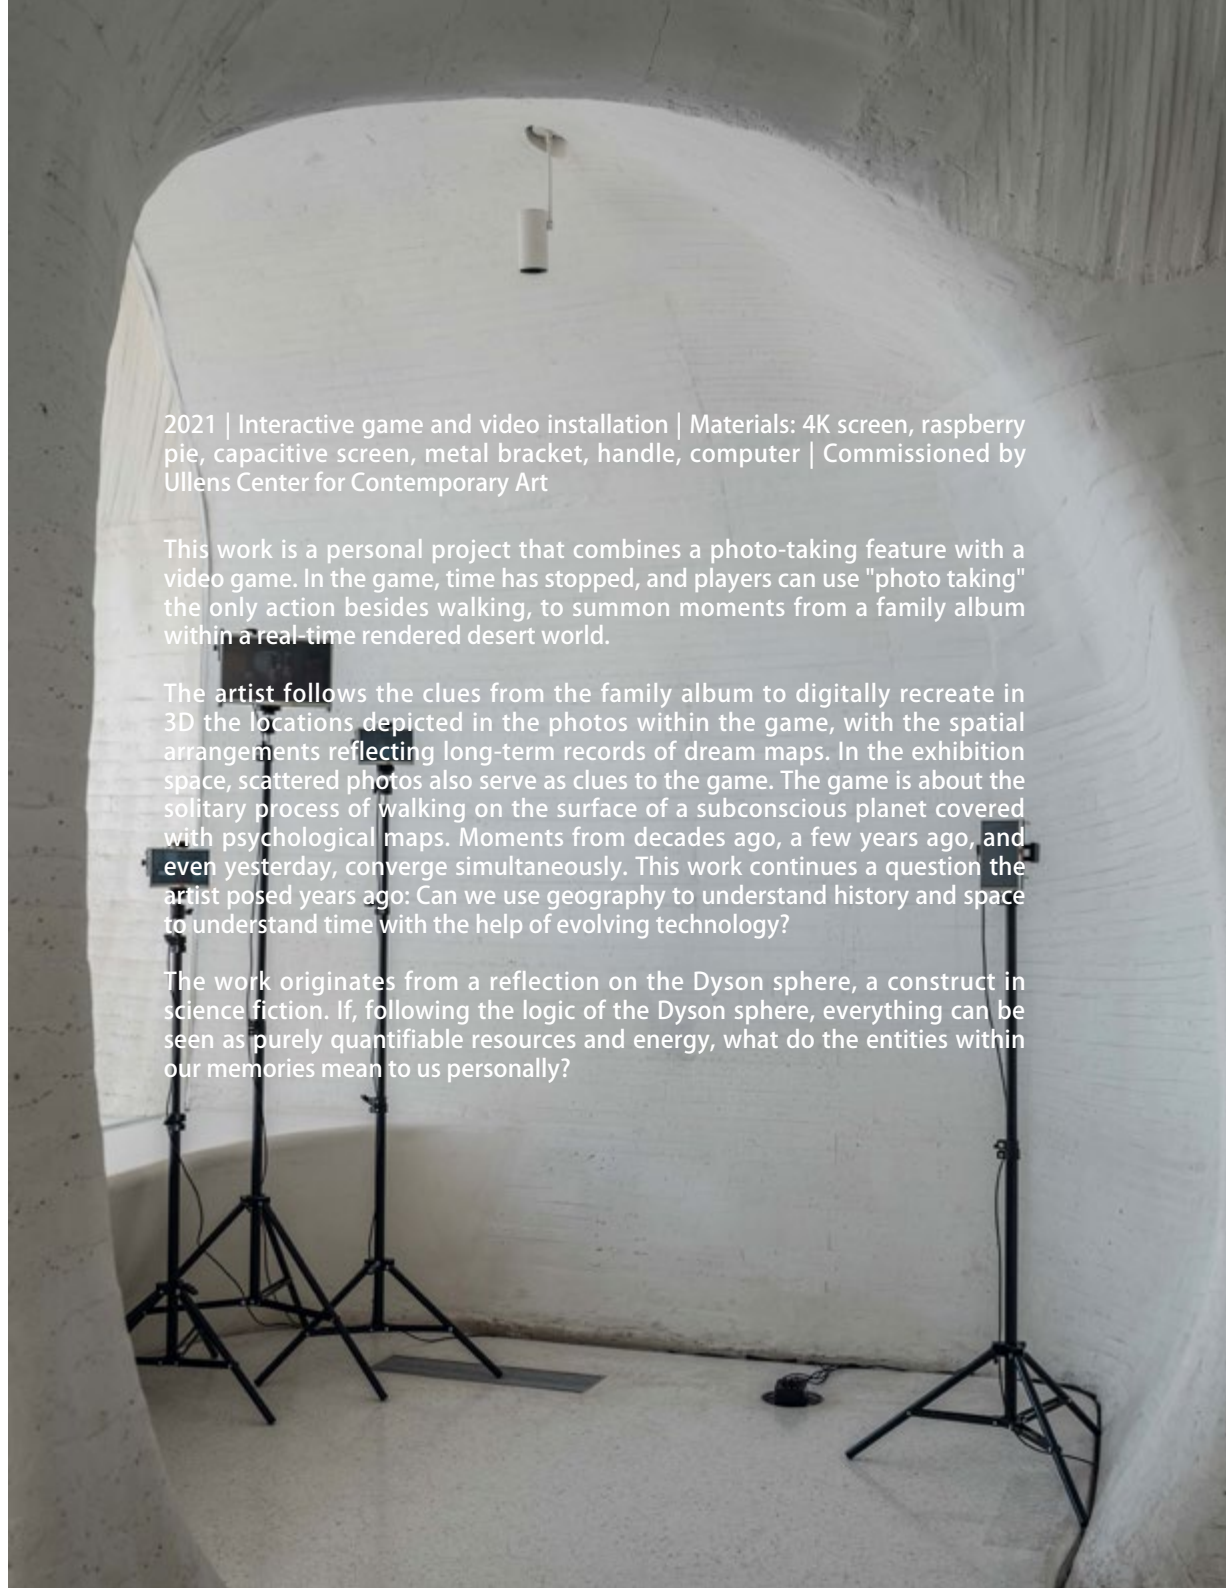 2021 | Interactive game and video installation | Materials: 4K screen, raspberry
pie, capacitive screen, metal bracket, handle, computer | Commissioned by
Ullens Center for Contemporary Art
This work is a personal project that combines a photo-taking feature with a
video game. In the game, time has stopped, and players can use "photo taking"
the only action besides walking, to summon moments from a family album
within a real-time rendered desert world.
The artist follows the clues from the family album to digitally recreate in
3D the locations depicted in the photos within the game, with the spatial
arrangements reflecting long-term records of dream maps. In the exhibition
space, scattered photos also serve as clues to the game. The game is about the
solitary process of walking on the surface of a subconscious planet covered
with psychological maps. Moments from decades ago, a few years ago, and
even yesterday, converge simultaneously. This work continues a question the
artist posed years ago: Can we use geography to understand history and space
to understand time with the help of evolving technology?
The work originates from a reflection on the Dyson sphere, a construct in
science fiction. If, following the logic of the Dyson sphere, everything can be
seen as purely quantifiable resources and energy, what do the entities within
our memories mean to us personally?